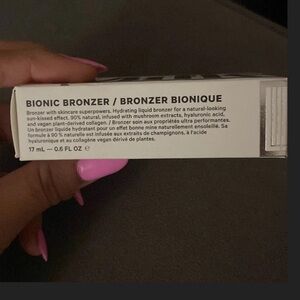 BIONIC BRONZER / BRONZER BIONIQUE
Bronzer with skincare superpowers. Hydrating liquid bronzer for a natural-looking
sun-kissed effect. 90% natural, infused with mushroom extracts, hyaluronic acid,
and vegan plant-derived collagen. / Bronzer soin aux propriétés ultra performantes.
Un bronzer liquide hydratant pour un effet bonne mine naturellement ensoleillé. Sa
formule à 90 % naturelle est infusée aux extraits de champignons, à l'acide
hyaluronique et au collagène vegan dérivé de plantes.
17 mL — 0.6 FL OZ ℮